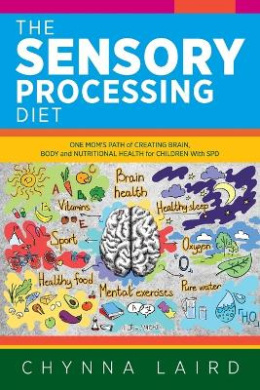 THE
SENSORY
PROCESSING
DIET
ONE MOM'S PATH of CREATING BRAIN,
BODY and NUTRITIONAL HEALTH for CHILDREN With SPD
Brain
health
Vitamins
Healthy sleep
Sport
Oxygen
Healthy food
Mental exercises
Pure water
H₂O
CHYNNA LAIRD